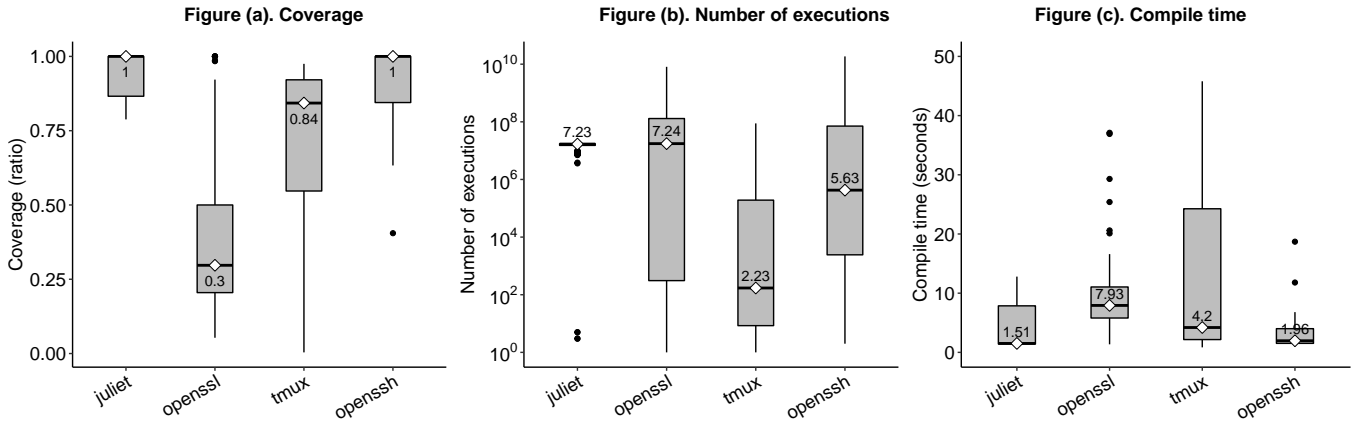 Figure (a). Coverage
Coverage (ratio)
1.00
0.75
0.50
0.25
0.00
1
0.3
0.84
1
juliet
openssl
tmux
openssh
Figure (b). Number of executions
Number of executions
10^10
10^8
10^6
10^4
10^2
10^0
7.23
7.24
2.23
5.63
juliet
openssl
tmux
openssh
Figure (c). Compile time
Compile time (seconds)
50
40
30
20
10
0
1.51
7.93
4.2
1.96
juliet
openssl
tmux
openssh